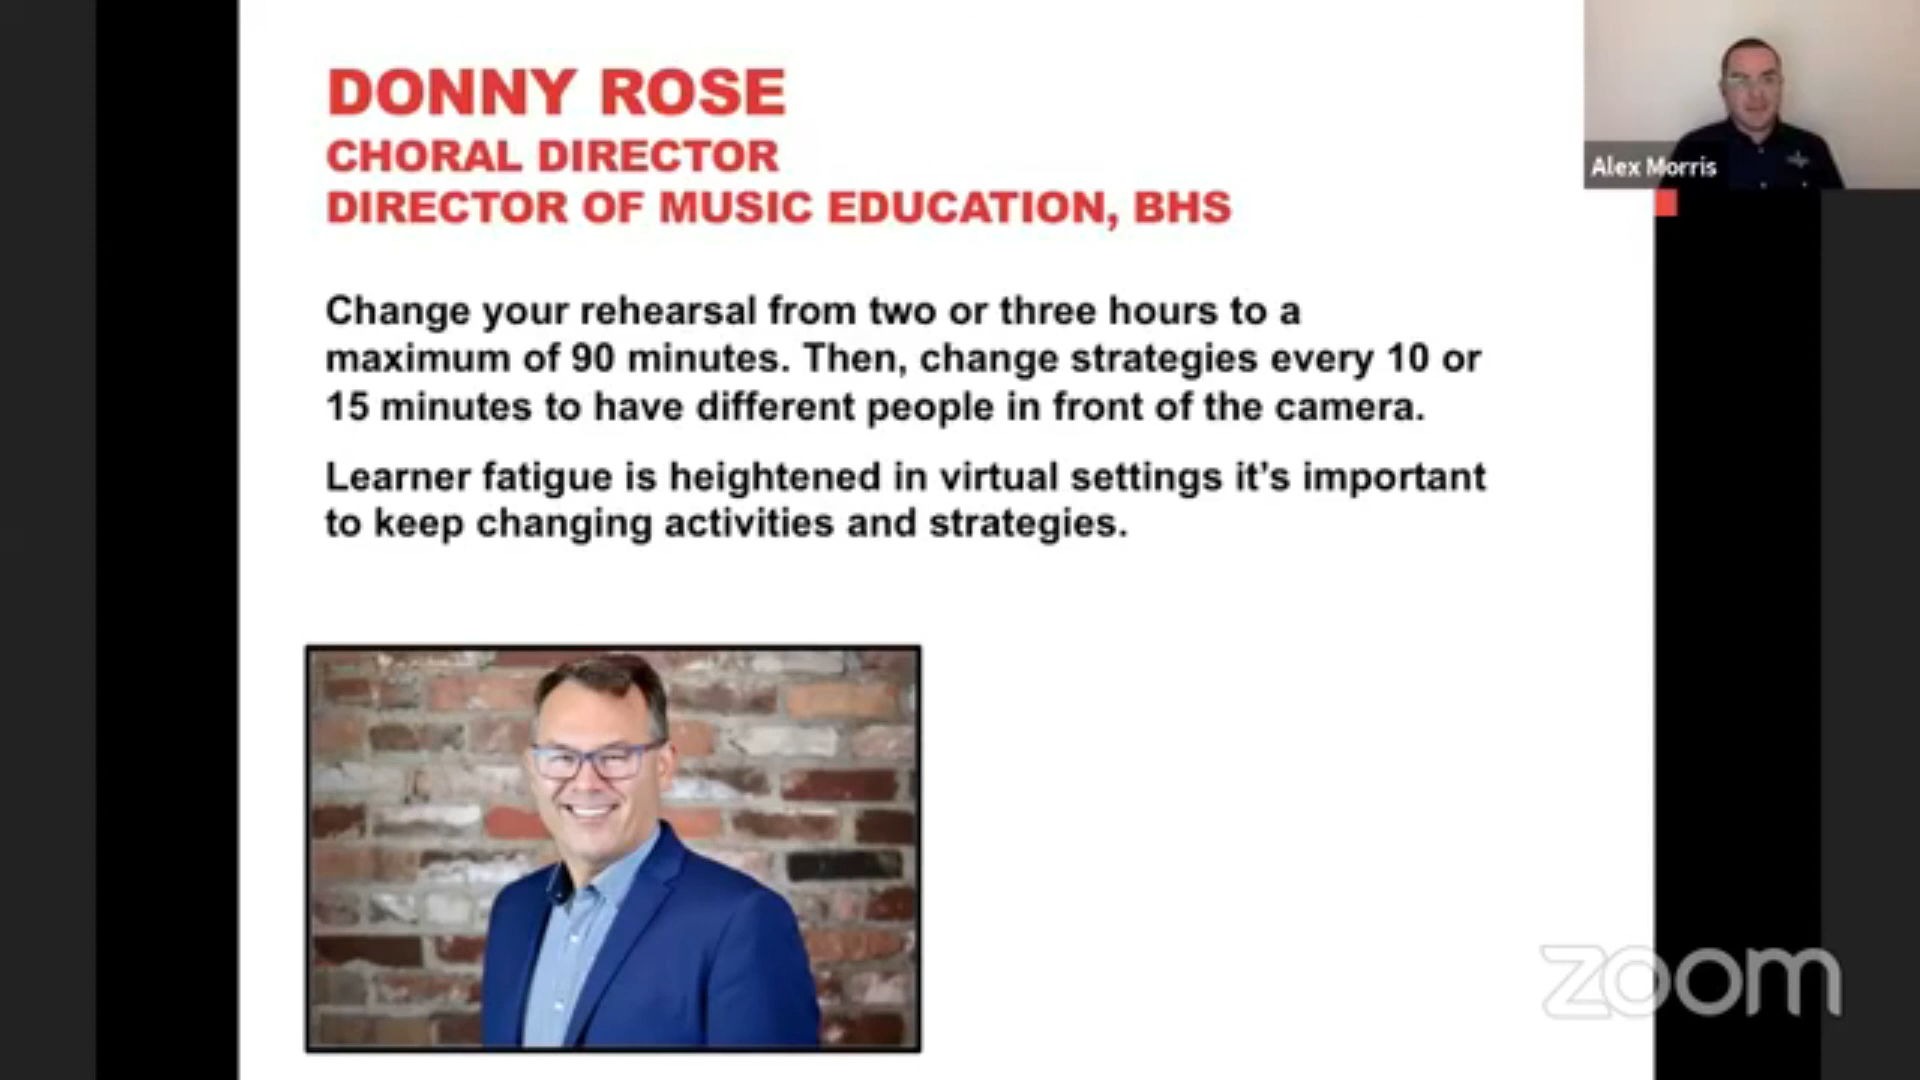 DONNY ROSE
CHORAL DIRECTOR
DIRECTOR OF MUSIC EDUCATION, BHS
Change your rehearsal from two or three hours to a
maximum of 90 minutes. Then, change strategies every 10 or
15 minutes to have different people in front of the camera.
Learner fatigue is heightened in virtual settings it's important
to keep changing activities and strategies.
Alex Morris
zoom